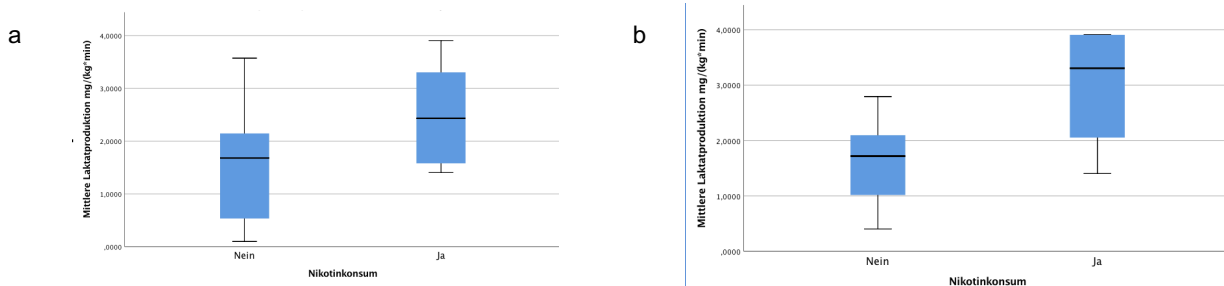 a
Mittlere Laktatproduktion mg/(kg*min)
4,0000
3,0000
2,0000
1,0000
,0000
Nein
Ja
Nikotinkonsum
b
Mittlere Laktatproduktion mg/(kg*min)
4,0000
3,0000
2,0000
1,0000
,0000
Nein
Ja
Nikotinkonsum